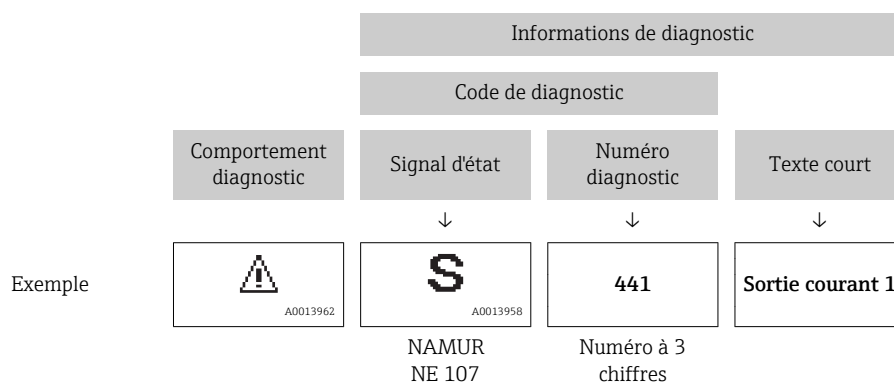 Informations de diagnostic
Code de diagnostic
Comportement
diagnostic
Signal d'état
Numéro
diagnostic
Texte court
↓ ↓ ↓
Exemple
A0013962
S
A0013958
441
Sortie courant 1
NAMUR
NE 107
Numéro à 3
chiffres